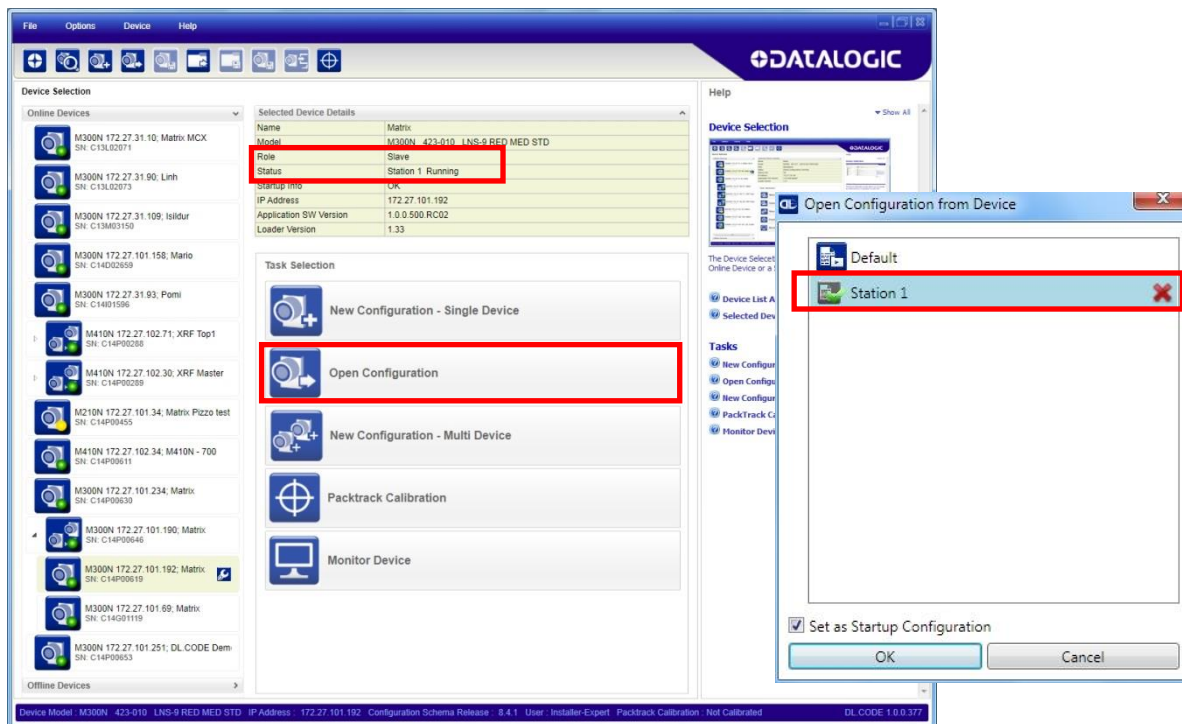 File Options Device Help
DATALOGIC
Device Selection
Online Devices
M300N 172.27.31.10; Matrix MCX
SN: C13L02071
M300N 172.27.31.90; Linh
SN: C13L02073
M300N 172.27.31.109; Isildur
SN: C13M03150
M300N 172.27.101.158; Mario
SN: C14D02659
M300N 172.27.31.93; Pomi
SN: C14I01596
M410N 172.27.102.71; XRF Top1
SN: C14P00288
M410N 172.27.102.30; XRF Master
SN: C14P00289
M210N 172.27.101.34; Matrix Pizzo test
SN: C14P00455
M410N 172.27.102.34; M410N - 700
SN: C14P00611
M300N 172.27.101.234; Matrix
SN: C14P00630
M300N 172.27.101.190; Matrix
SN: C14P00646
M300N 172.27.101.192; Matrix
SN: C14P00619
M300N 172.27.101.69; Matrix
SN: C14G01119
M300N 172.27.101.251; DL.CODE Dem
SN: C14P00653
Offline Devices
Selected Device Details
Name Matrix
Model M300N 423-010 LNS-9 RED MED STD
Role Slave
Status Station 1 Running
Startup Info OK
IP Address 172.27.101.192
Application SW Version 1.0.0.500 RC02
Loader Version 1.33
Task Selection
New Configuration - Single Device
Open Configuration
New Configuration - Multi Device
Packtrack Calibration
Monitor Device
Help
Show All
Device Selection
The Device Selecet
Online Device or a
Device List A
Selected Dev
Tasks
New Configur
Open Configu
New Configur
PackTrack Ca
Monitor Devi
Open Configuration from Device
Default
Station 1
Set as Startup Configuration
OK Cancel
Device Model : M300N 423-010 LNS-9 RED MED STD IP Address : 172.27.101.192 Configuration Schema Release : 8.4.1 User : Installer-Expert Packtrack Calibration : Not Calibrated DL.CODE 1.0.0.377